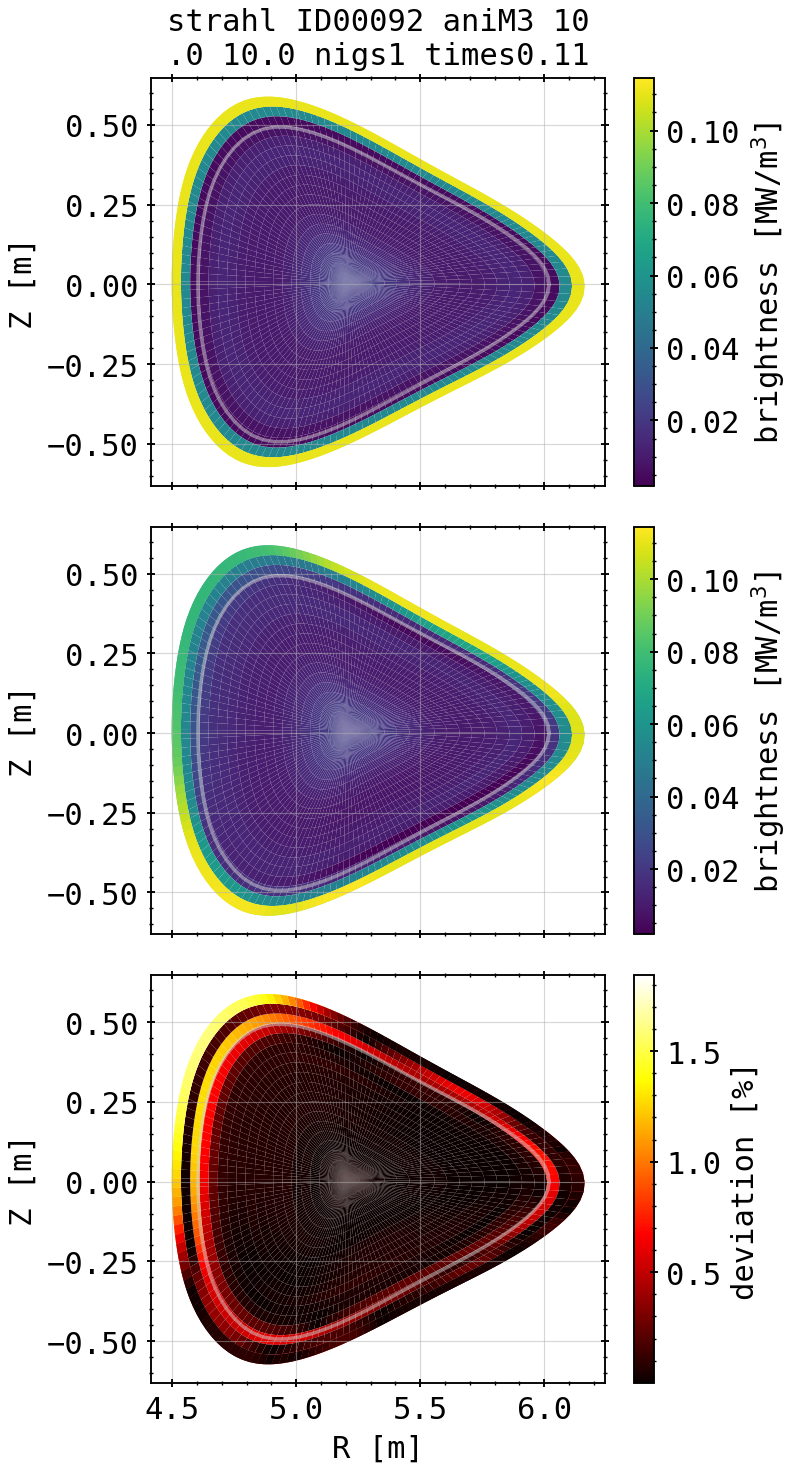 strahl ID00092 aniM3 10
.0 10.0 nigs1 times0.11
0.50
0.25
0.00
−0.25
−0.50
Z [m]
0.10
0.08
0.06
0.04
0.02
brightness [MW/m³]
0.50
0.25
0.00
−0.25
−0.50
Z [m]
0.10
0.08
0.06
0.04
0.02
brightness [MW/m³]
0.50
0.25
0.00
−0.25
−0.50
Z [m]
1.5
1.0
0.5
deviation [%]
4.5 5.0 5.5 6.0
R [m]